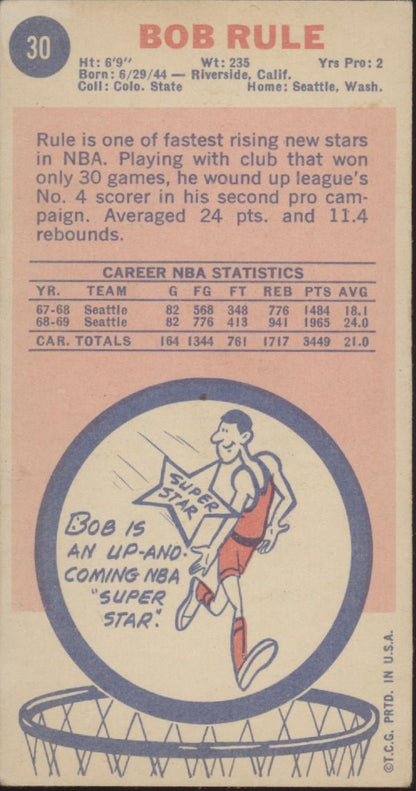 30
BOB RULE
Ht: 6'9" Wt: 235 Yrs Pro: 2
Born: 6/29/44 — Riverside, Calif.
Coll: Colo. State Home: Seattle, Wash.
Rule is one of fastest rising new stars
in NBA. Playing with club that won
only 30 games, he wound up league's
No. 4 scorer in his second pro cam-
paign. Averaged 24 pts. and 11.4
rebounds.
CAREER NBA STATISTICS
YR. TEAM G FG FT REB PTS AVG
67-68 Seattle 82 568 348 776 1484 18.1
68-69 Seattle 82 776 413 941 1965 24.0
CAR. TOTALS 164 1344 761 1717 3449 21.0
SUPER
STAR
BOB IS
AN UP-AND-
COMING NBA
"SUPER
STAR".
©T.C.G. PRTD. IN U.S.A.